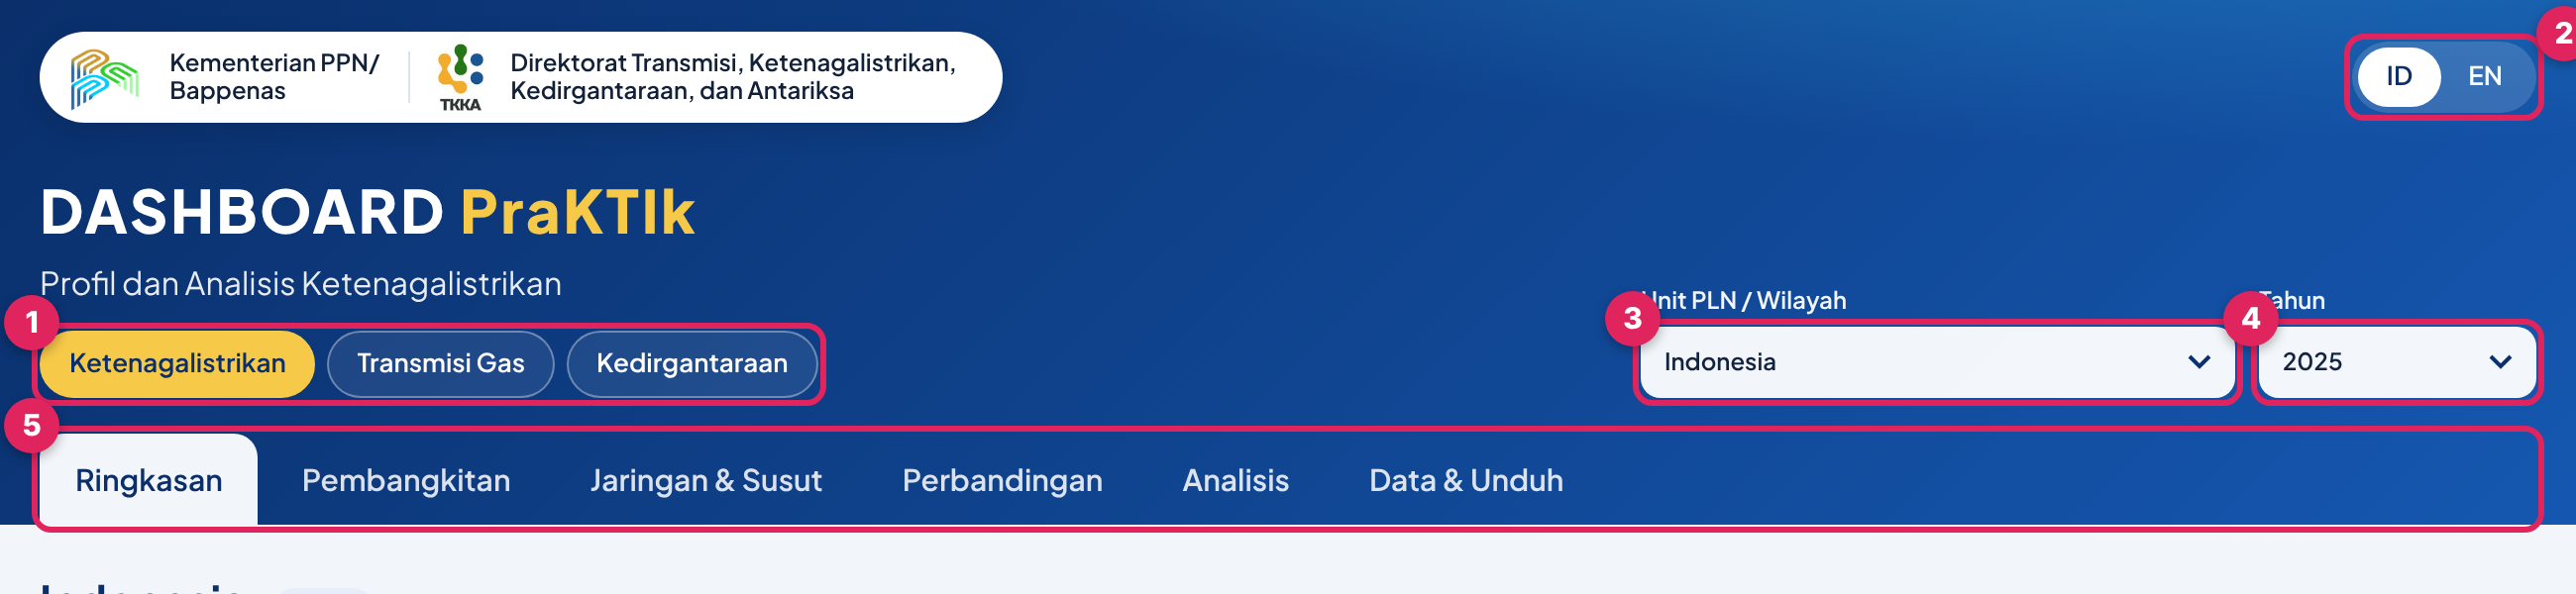 Kementerian PPN/
Bappenas
TKKA
Direktorat Transmisi, Ketenagalistrikan,
Kedirgantaraan, dan Antariksa
2
ID
EN
DASHBOARD PraKTIk
Profil dan Analisis Ketenagalistrikan
1
Ketenagalistrikan
Transmisi Gas
Kedirgantaraan
3
Unit PLN / Wilayah
Indonesia
4
Tahun
2025
5
Ringkasan
Pembangkitan
Jaringan & Susut
Perbandingan
Analisis
Data & Unduh